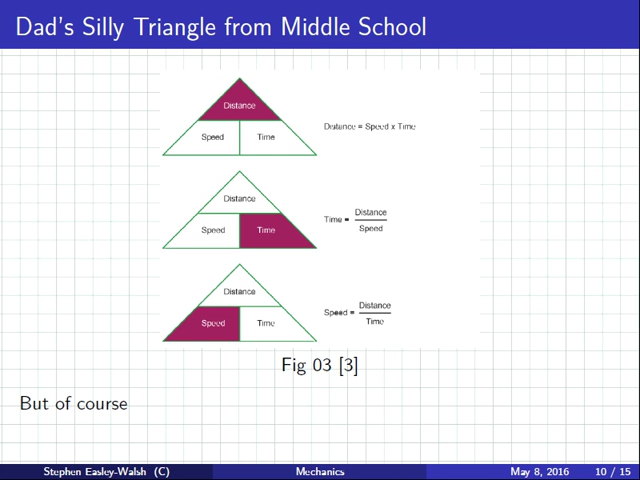 Dad's Silly Triangle from Middle School
Distance
Speed Time
Distance = Speed x Time
Distance
Speed Time
Time = Distance
Speed
Distance
Speed Time
Speed = Distance
Time
Fig 03 [3]
But of course
Stephen Easley-Walsh (C) Mechanics May 8, 2016 10 / 15